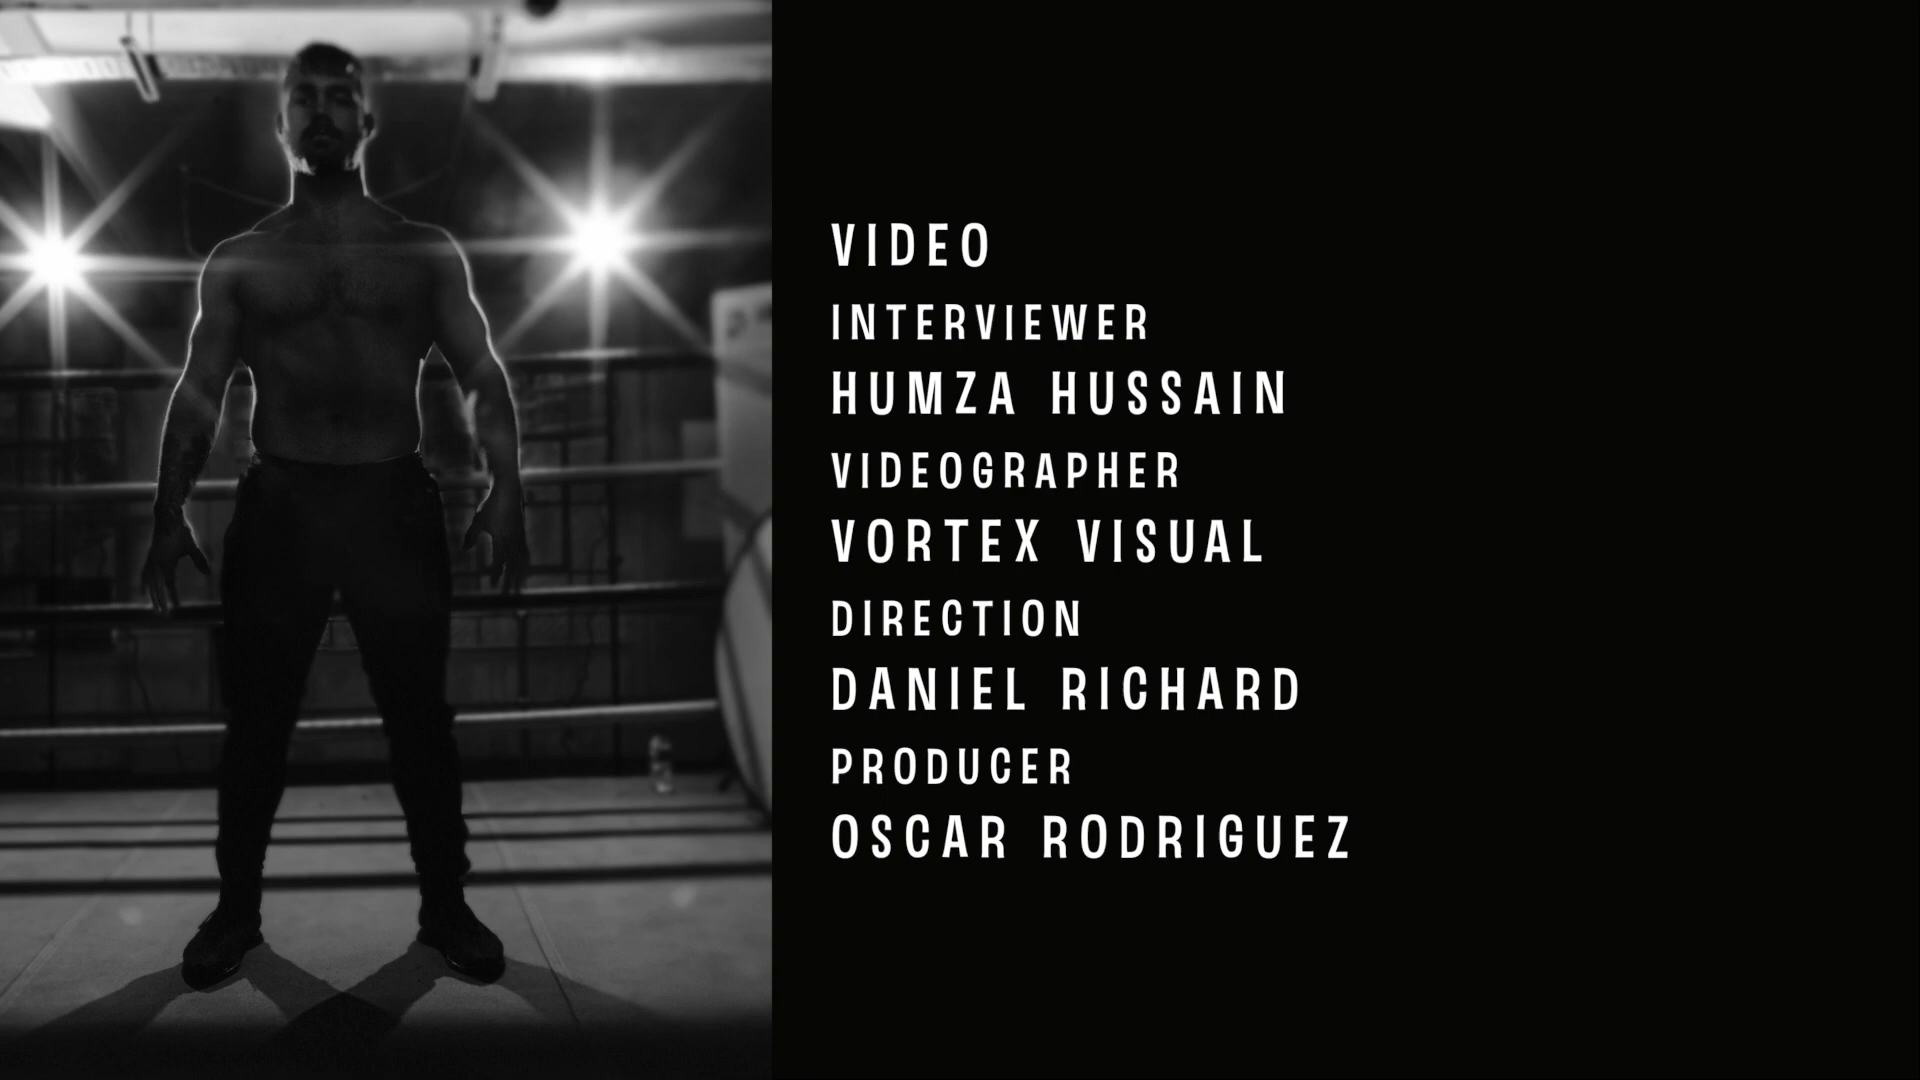 VIDEO
INTERVIEWER
HUMZA HUSSAIN
VIDEOGRAPHER
VORTEX VISUAL
DIRECTION
DANIEL RICHARD
PRODUCER
OSCAR RODRIGUEZ